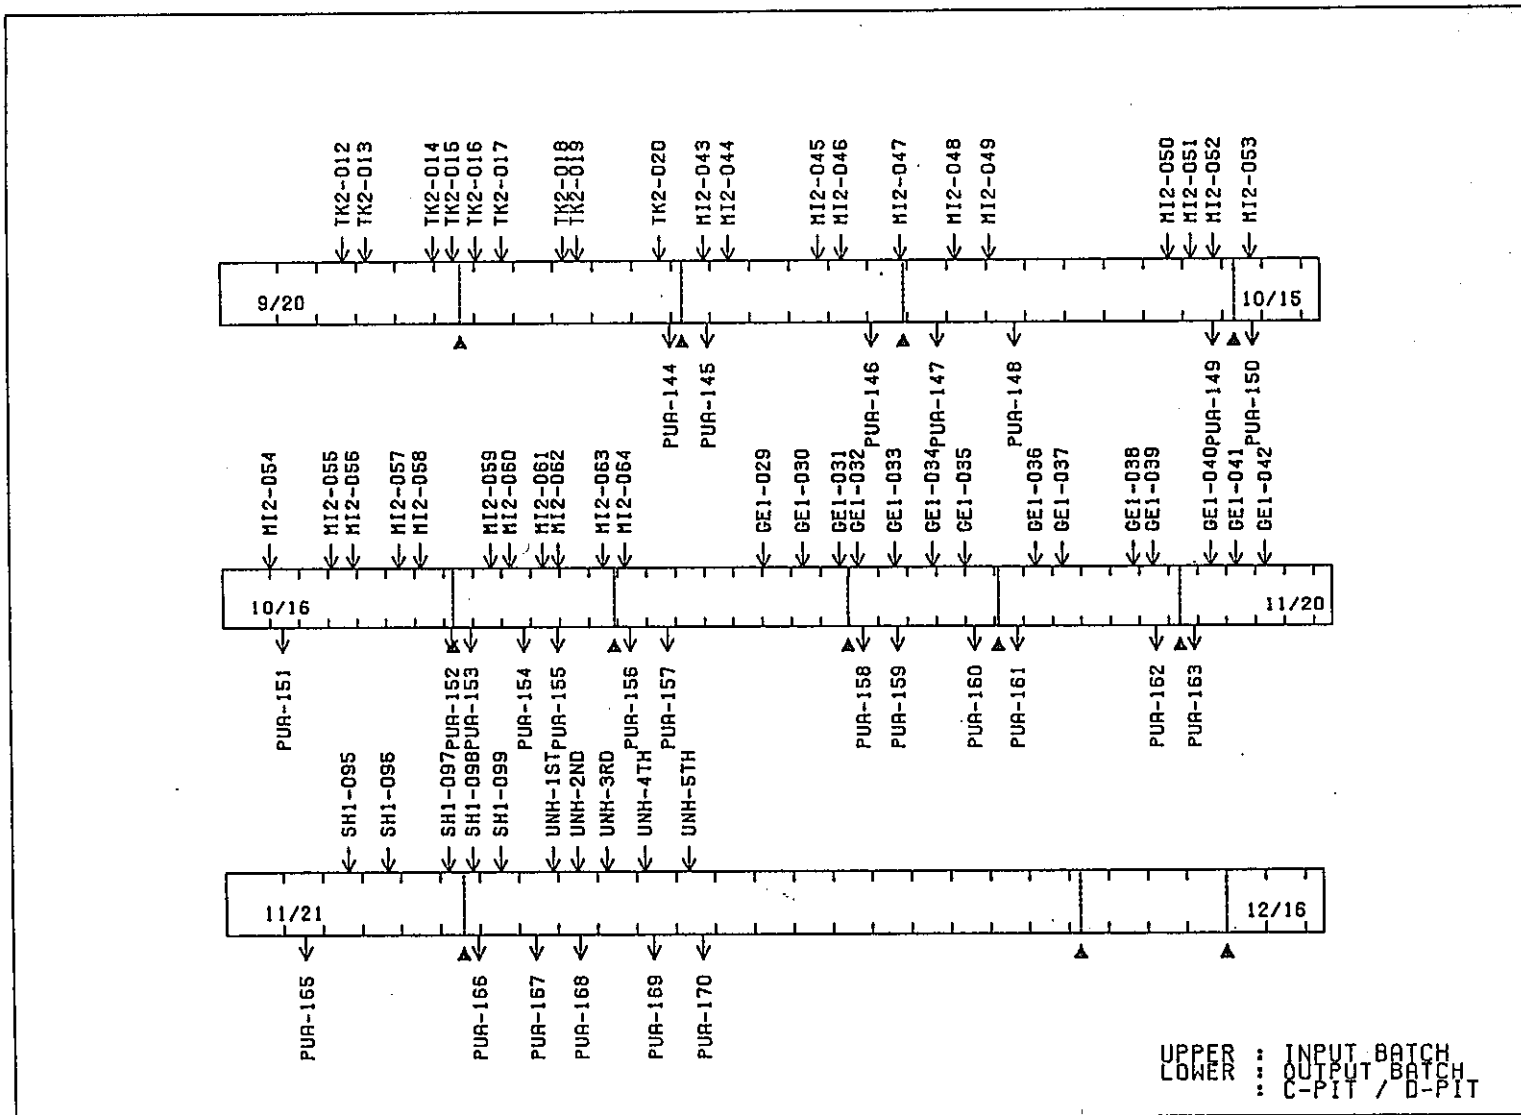 TK2-012
TK2-013
TK2-014
TK2-015
TK2-016
TK2-017
TK2-018
TK2-019
TK2-020
MI2-043
MI2-044
MI2-045
MI2-046
MI2-047
MI2-048
MI2-049
MI2-050
MI2-051
MI2-052
MI2-053
9/20
10/15
PUA-144
PUA-145
PUA-146
PUA-147
PUA-148
PUA-149
PUA-150
MI2-054
MI2-055
MI2-056
MI2-057
MI2-058
MI2-059
MI2-060
MI2-061
MI2-062
MI2-063
MI2-064
GE1-029
GE1-030
GE1-031
GE1-032
GE1-033
GE1-034
GE1-035
GE1-036
GE1-037
GE1-038
GE1-039
GE1-040
GE1-041
GE1-042
10/16
11/20
PUA-151
PUA-152
PUA-153
PUA-154
PUA-155
PUA-156
PUA-157
PUA-158
PUA-159
PUA-160
PUA-161
PUA-162
PUA-163
SH1-095
SH1-096
SH1-097
SH1-098
SH1-099
UNH-1ST
UNH-2ND
UNH-3RD
UNH-4TH
UNH-5TH
11/21
12/16
PUA-165
PUA-166
PUA-167
PUA-168
PUA-169
PUA-170
UPPER : INPUT BATCH
LOWER : OUTPUT BATCH
: C-PIT / D-PIT